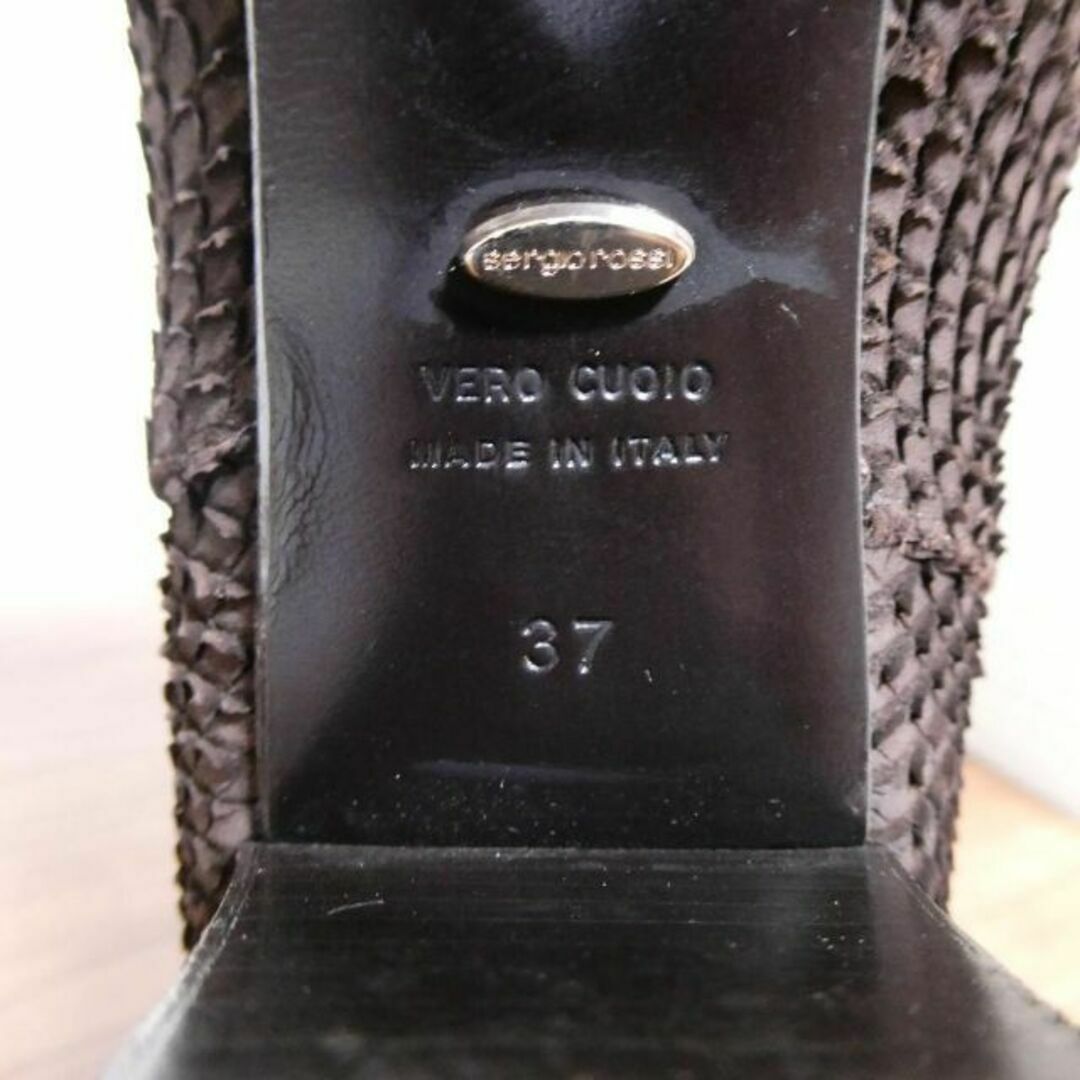 sergiorossi
VERO CUOIO
MADE IN ITALY
37